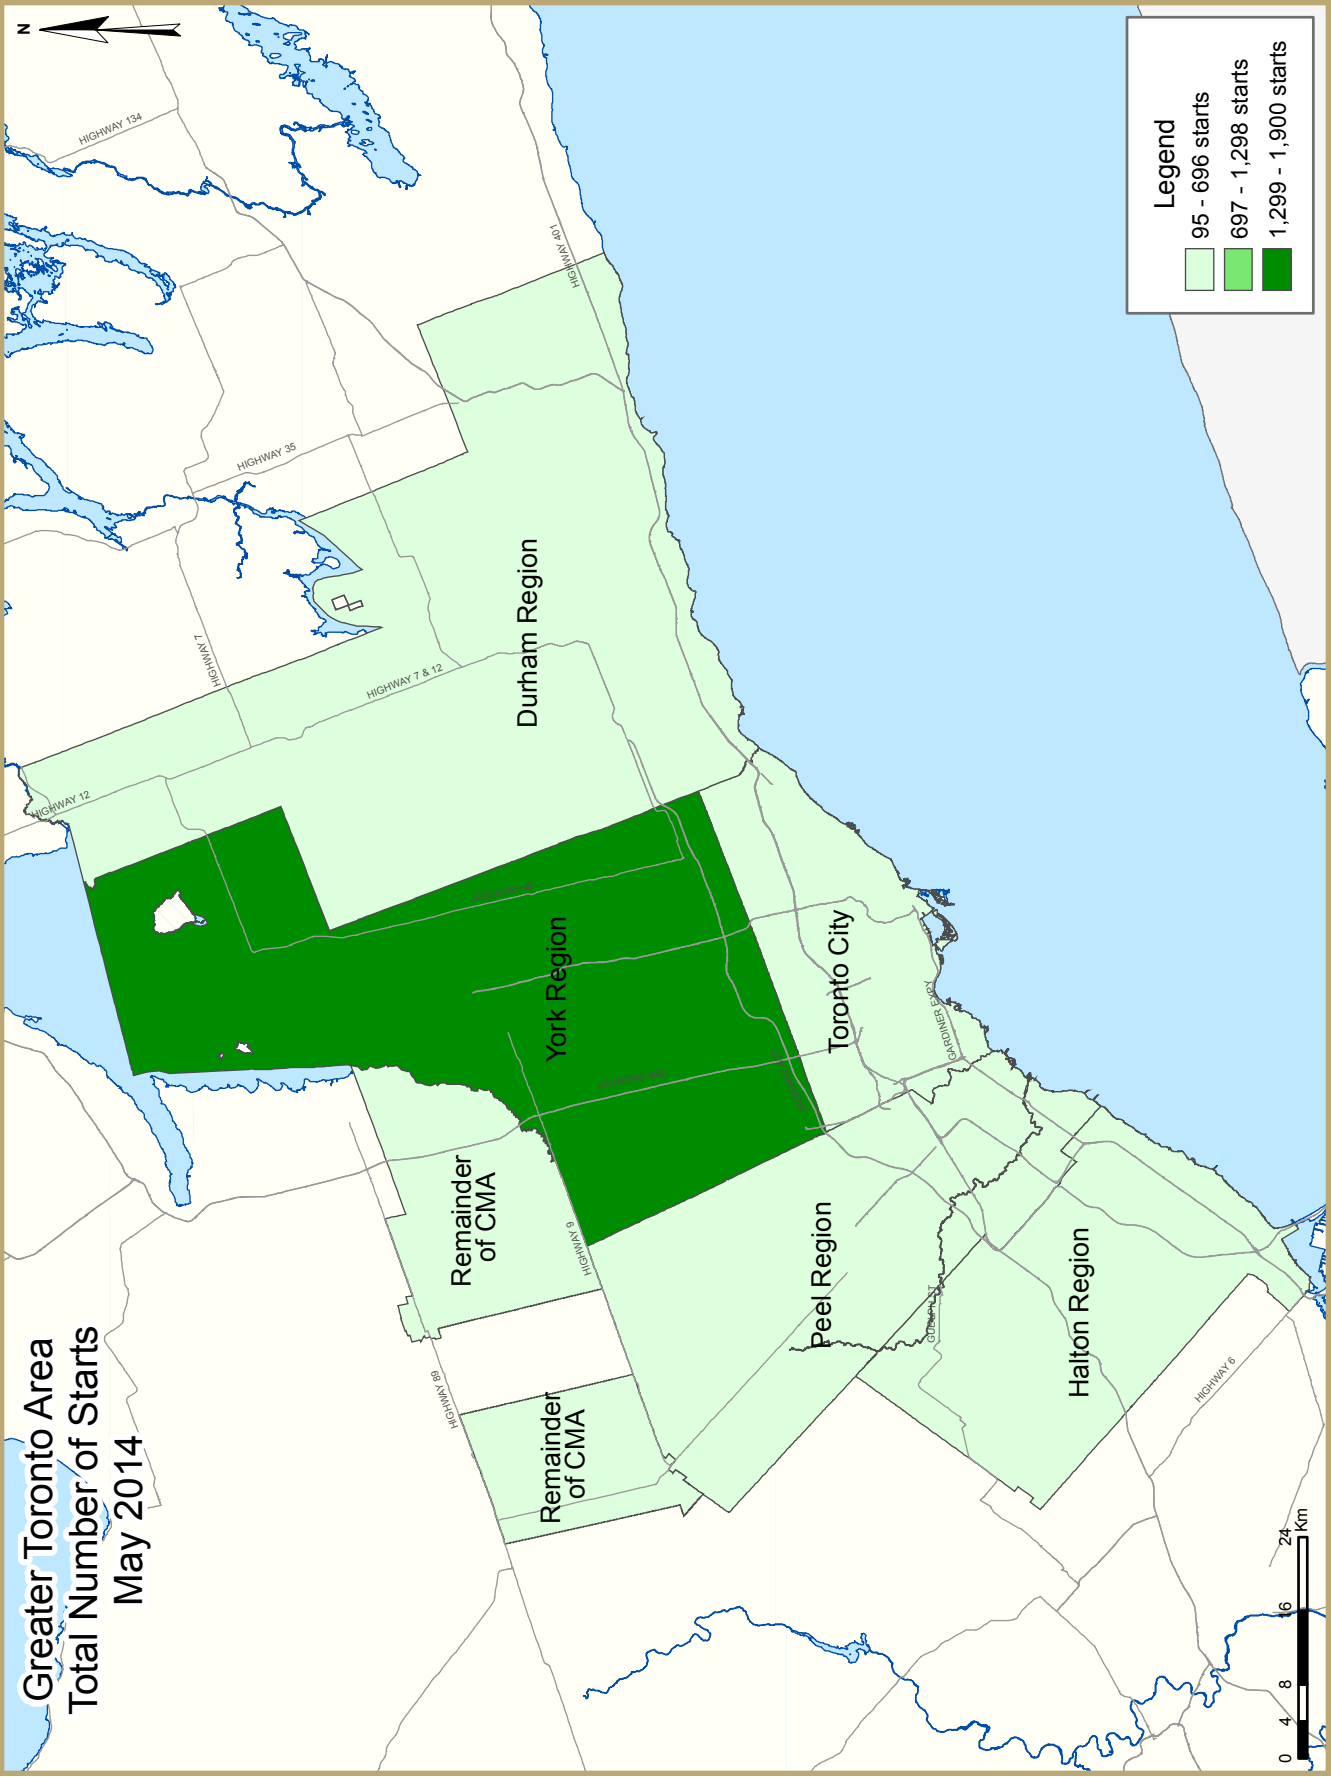 Greater Toronto Area
Total Number of Starts
May 2014
N
HIGHWAY 134
HIGHWAY 401
HIGHWAY 35
HIGHWAY 7
HIGHWAY 7 & 12
HIGHWAY 12
Durham Region
York Region
Toronto City
GARDINER EXPY
Remainder
of CMA
HIGHWAY 9
HIGHWAY 89
Remainder
of CMA
Peel Region
GUELPH ST
Halton Region
HIGHWAY 6
Legend
95 - 696 starts
697 - 1,298 starts
1,299 - 1,900 starts
0 4 8 16 24
Km